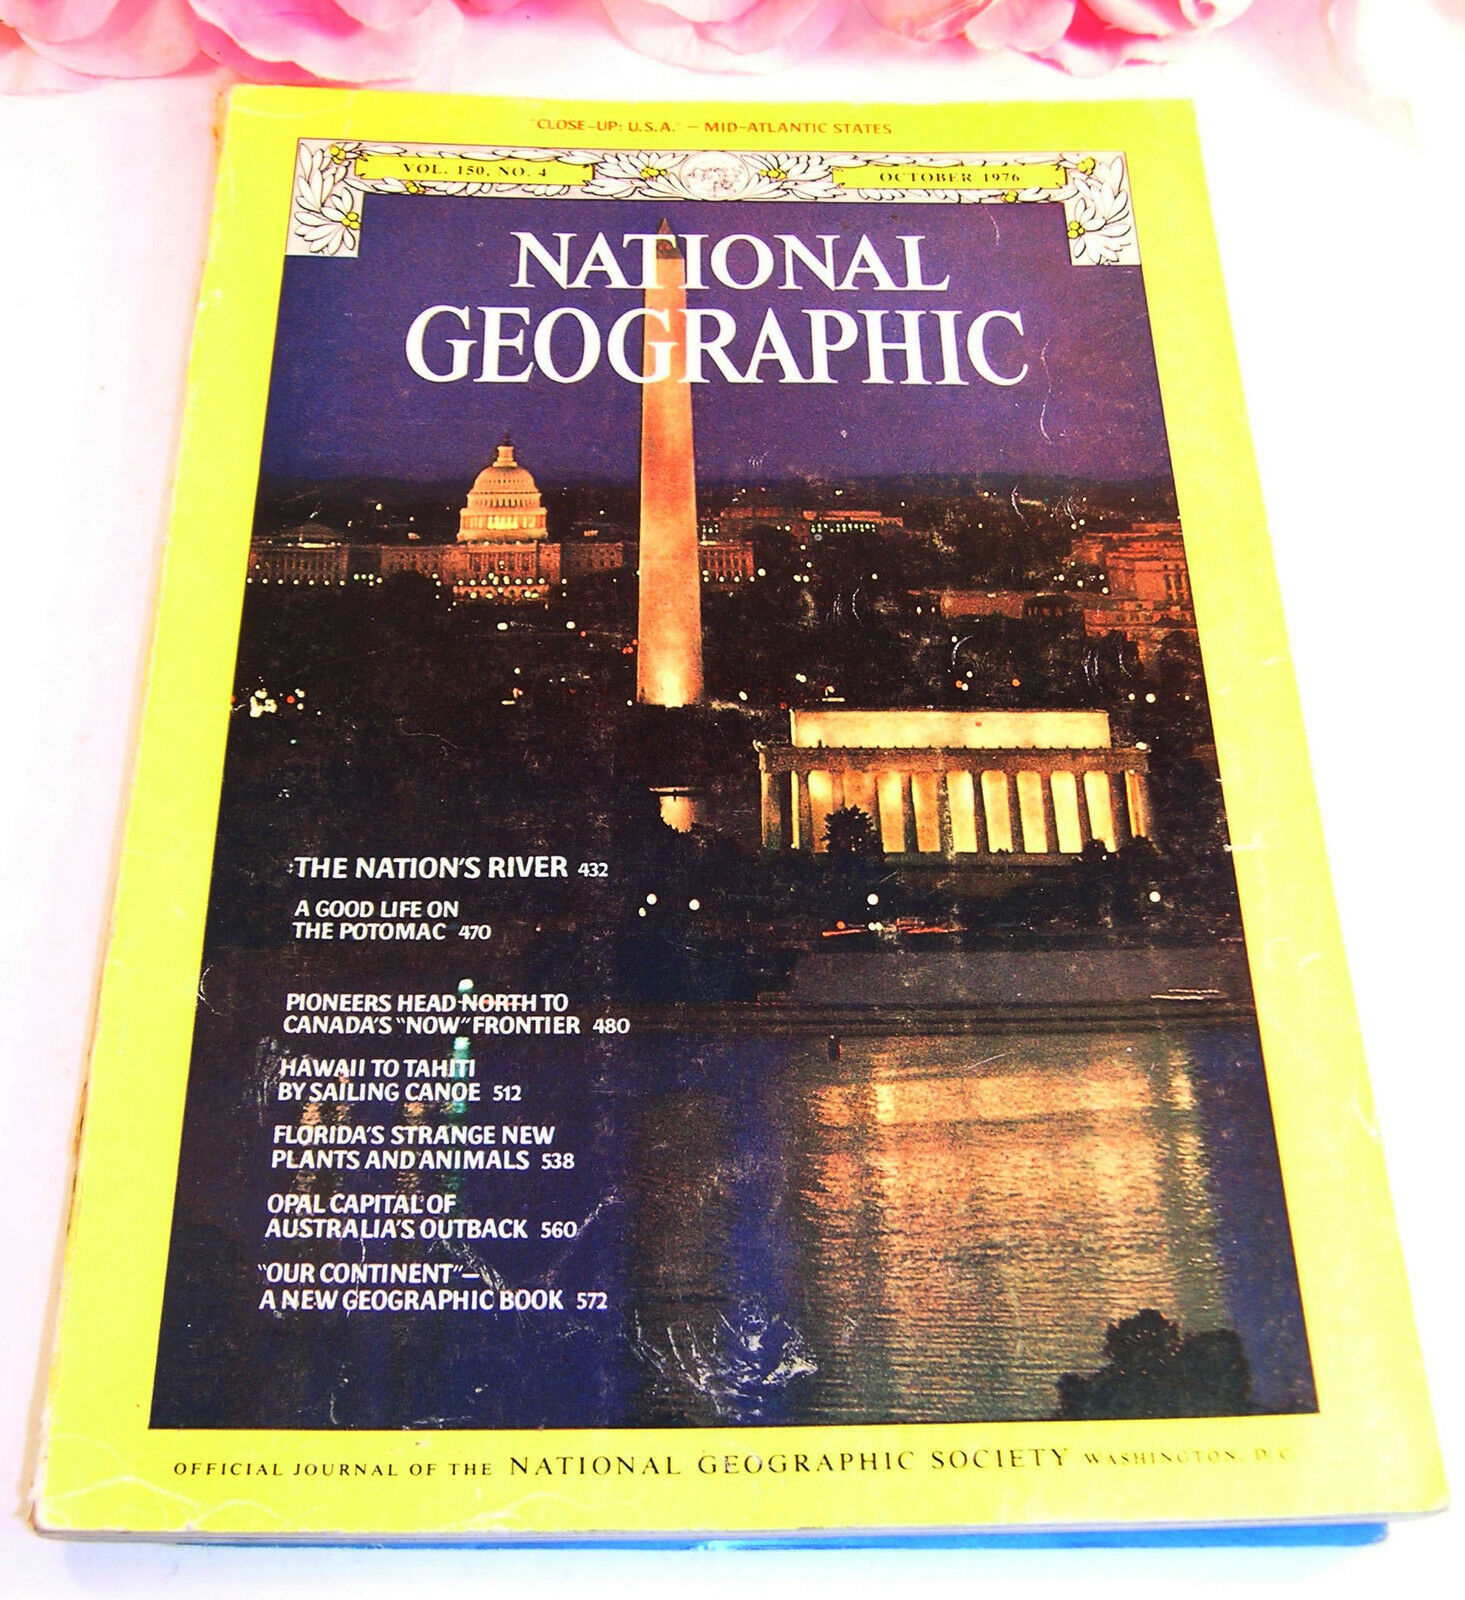 "CLOSE-UP: U.S.A." — MID-ATLANTIC STATES
VOL. 150, NO. 4
OCTOBER 1976
NATIONAL
GEOGRAPHIC
THE NATION'S RIVER 432
A GOOD LIFE ON
THE POTOMAC 470
PIONEERS HEAD NORTH TO
CANADA'S "NOW" FRONTIER 480
HAWAII TO TAHITI
BY SAILING CANOE 512
FLORIDA'S STRANGE NEW
PLANTS AND ANIMALS 538
OPAL CAPITAL OF
AUSTRALIA'S OUTBACK 560
"OUR CONTINENT"—
A NEW GEOGRAPHIC BOOK 572
OFFICIAL JOURNAL OF THE NATIONAL GEOGRAPHIC SOCIETY WASHINGTON, D.C.